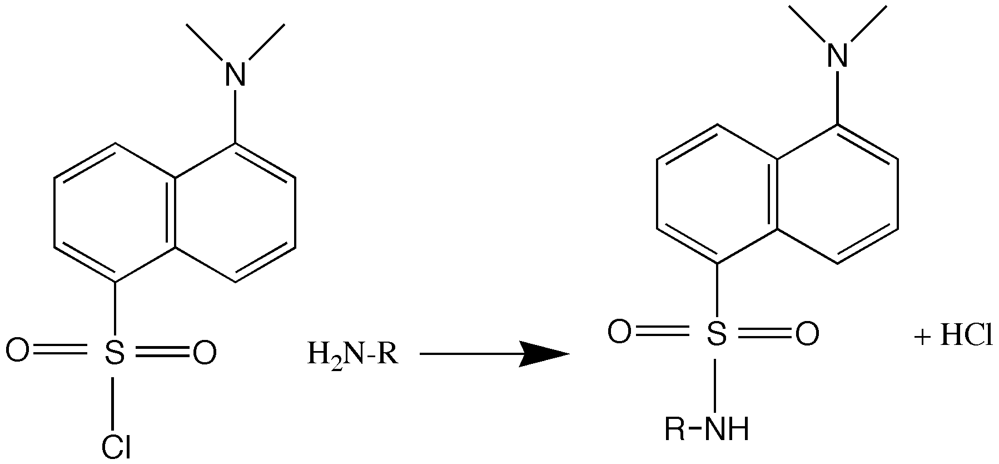 N
N
O S O
H₂N-R
O S O
+ HCl
Cl
R-NH